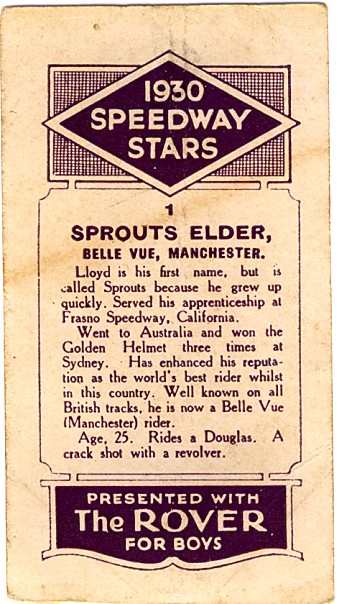 1930
SPEEDWAY
STARS
1
SPROUTS ELDER,
BELLE VUE, MANCHESTER.
Lloyd is his first name, but is
called Sprouts because he grew up
quickly. Served his apprenticeship at
Frasno Speedway, California.
Went to Australia and won the
Golden Helmet three times at
Sydney. Has enhanced his reputa-
tion as the world's best rider whilst
in this country. Well known on all
British tracks, he is now a Belle Vue
(Manchester) rider.
Age, 25. Rides a Douglas. A
crack shot with a revolver.
PRESENTED WITH
The ROVER
FOR BOYS